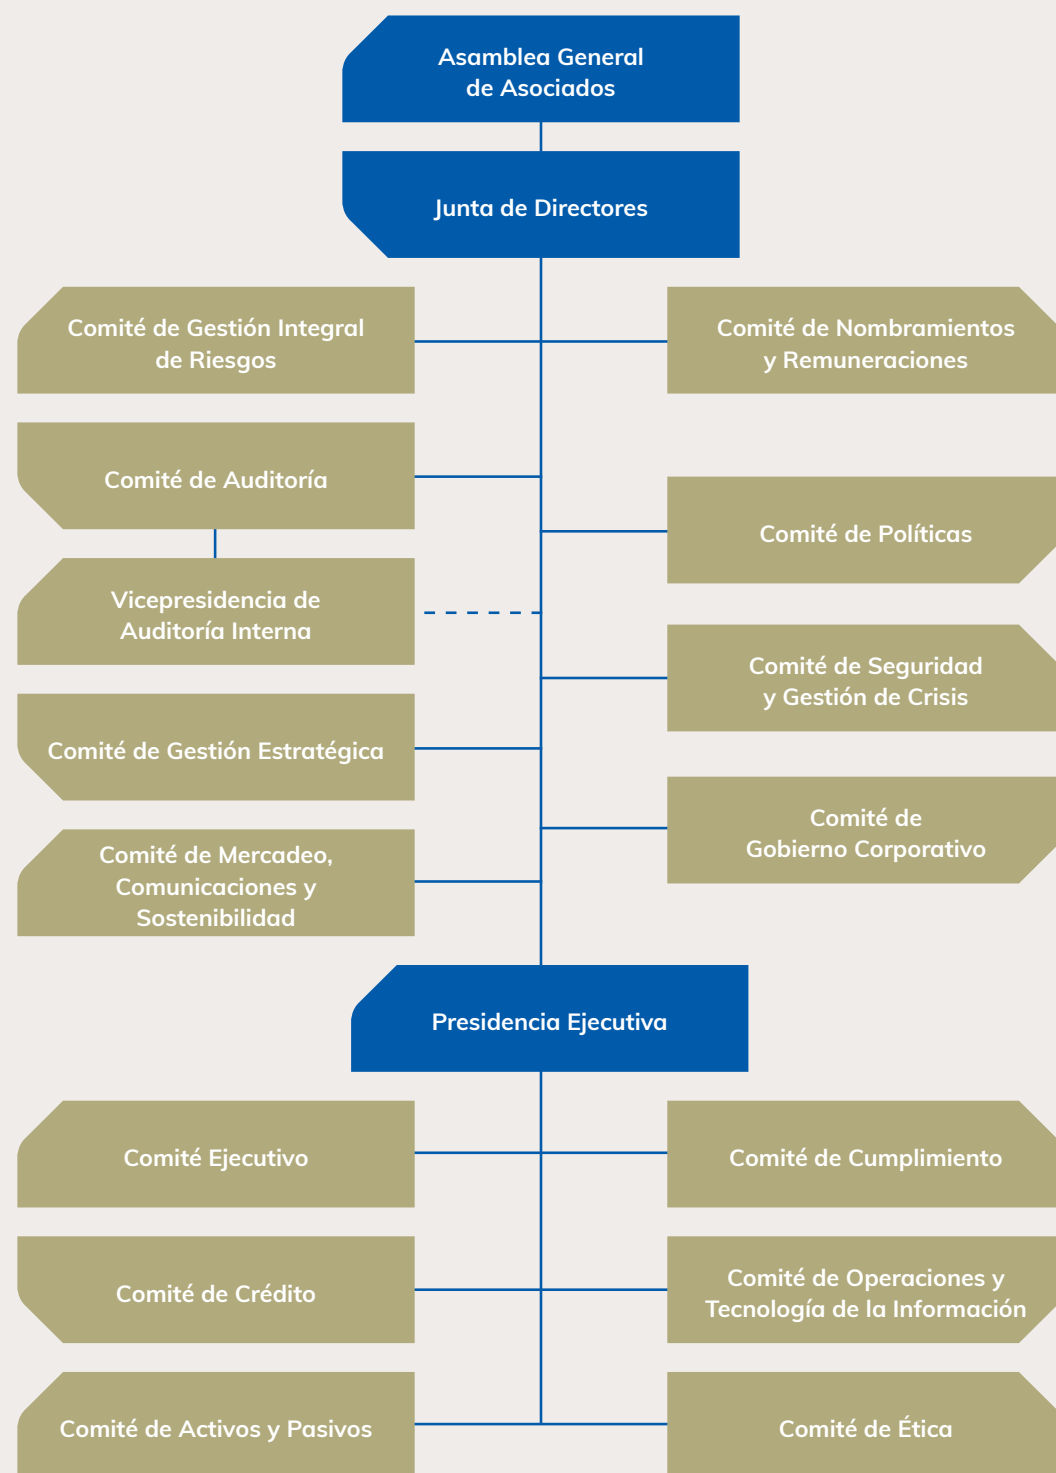 Asamblea General
de Asociados
Junta de Directores
Comité de Gestión Integral
de Riesgos
Comité de Nombramientos
y Remuneraciones
Comité de Auditoría
Comité de Políticas
Vicepresidencia de
Auditoría Interna
Comité de Seguridad
y Gestión de Crisis
Comité de Gestión Estratégica
Comité de
Gobierno Corporativo
Comité de Mercadeo,
Comunicaciones y
Sostenibilidad
Presidencia Ejecutiva
Comité Ejecutivo
Comité de Cumplimiento
Comité de Crédito
Comité de Operaciones y
Tecnología de la Información
Comité de Activos y Pasivos
Comité de Ética